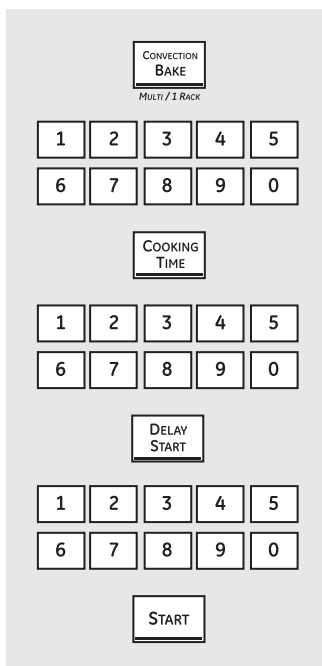 Convection
Bake
Multi / 1 Rack
1 2 3 4 5
6 7 8 9 0
Cooking
Time
1 2 3 4 5
6 7 8 9 0
Delay
Start
1 2 3 4 5
6 7 8 9 0
Start